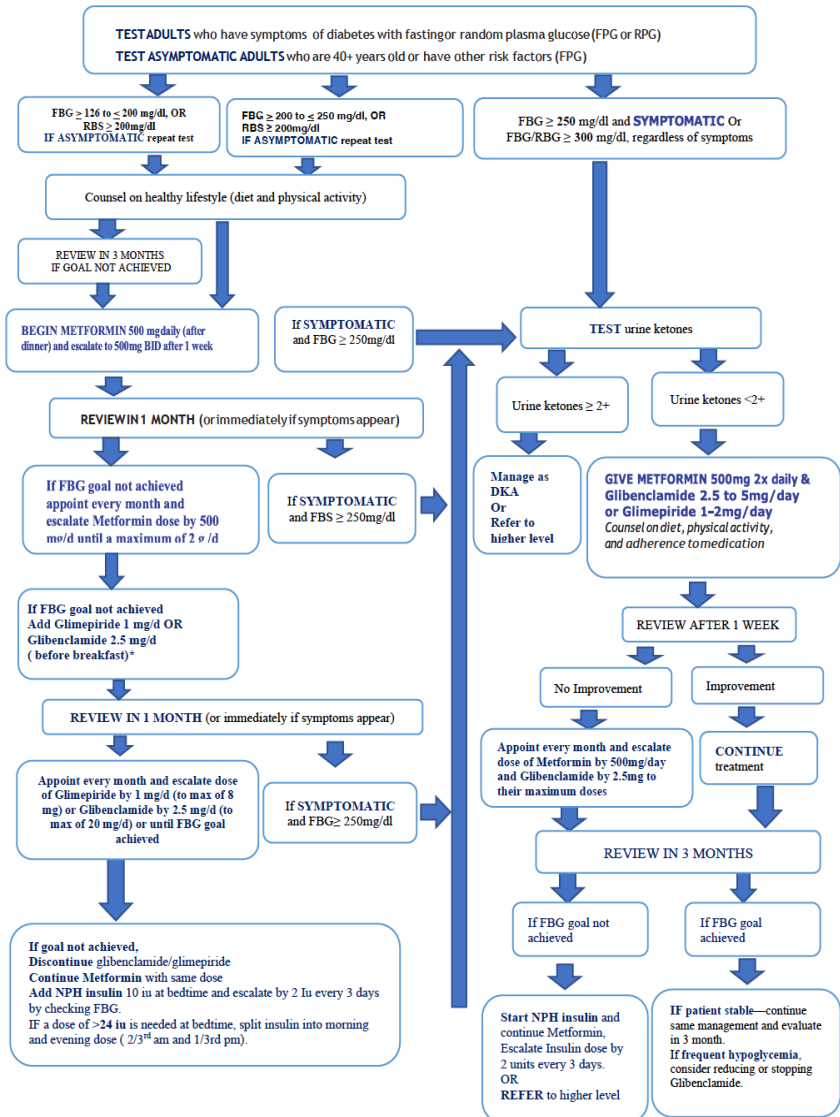 TEST ADULTS who have symptoms of diabetes with fasting or random plasma glucose (FPG or RPG)
TEST ASYMPTOMATIC ADULTS who are 40+ years old or have other risk factors (FPG)
FBG ≥ 126 to ≤ 200 mg/dl, OR
RBS ≥ 200mg/dl
IF ASYMPTOMATIC repeat test
FBG ≥ 200 to ≤ 250 mg/dl, OR
RBS ≥ 200mg/dl
IF ASYMPTOMATIC repeat test
FBG ≥ 250 mg/dl and SYMPTOMATIC Or
FBG/RBG ≥ 300 mg/dl, regardless of symptoms
Counsel on healthy lifestyle (diet and physical activity)
REVIEW IN 3 MONTHS
IF GOAL NOT ACHIEVED
BEGIN METFORMIN 500 mg daily (after
dinner) and escalate to 500mg BID after 1 week
If SYMPTOMATIC
and FBG ≥ 250mg/dl
TEST urine ketones
Urine ketones ≥ 2+
Urine ketones <2+
REVIEW IN 1 MONTH (or immediately if symptoms appear)
If FBG goal not achieved
appoint every month and
escalate Metformin dose by 500
mg/d until a maximum of 2 g /d
If SYMPTOMATIC
and FBS ≥ 250mg/dl
Manage as
DKA
Or
Refer to
higher level
GIVE METFORMIN 500mg 2x daily &
Glibenclamide 2.5 to 5mg/day
or Glimepiride 1–2mg/day
Counsel on diet, physical activity,
and adherence to medication
If FBG goal not achieved
Add Glimepiride 1 mg/d OR
Glibenclamide 2.5 mg/d
( before breakfast)*
REVIEW AFTER 1 WEEK
No Improvement
Improvement
REVIEW IN 1 MONTH (or immediately if symptoms appear)
Appoint every month and escalate
dose of Metformin by 500mg/day
and Glibenclamide by 2.5mg to
their maximum doses
CONTINUE
treatment
Appoint every month and escalate dose
of Glimepiride by 1 mg/d (to max of 8
mg) or Glibenclamide by 2.5 mg/d (to
max of 20 mg/d) or until FBG goal
achieved
If SYMPTOMATIC
and FBG≥ 250mg/dl
REVIEW IN 3 MONTHS
If FBG goal not
achieved
If FBG goal
achieved
If goal not achieved,
Discontinue glibenclamide/glimepiride
Continue Metformin with same dose
Add NPH insulin 10 iu at bedtime and escalate by 2 Iu every 3 days
by checking FBG.
IF a dose of >24 iu is needed at bedtime, split insulin into morning
and evening dose ( 2/3rd am and 1/3rd pm).
Start NPH insulin and
continue Metformin,
Escalate Insulin dose by
2 units every 3 days.
OR
REFER to higher level
IF patient stable—continue
same management and evaluate
in 3 month.
If frequent hypoglycemia,
consider reducing or stopping
Glibenclamide.